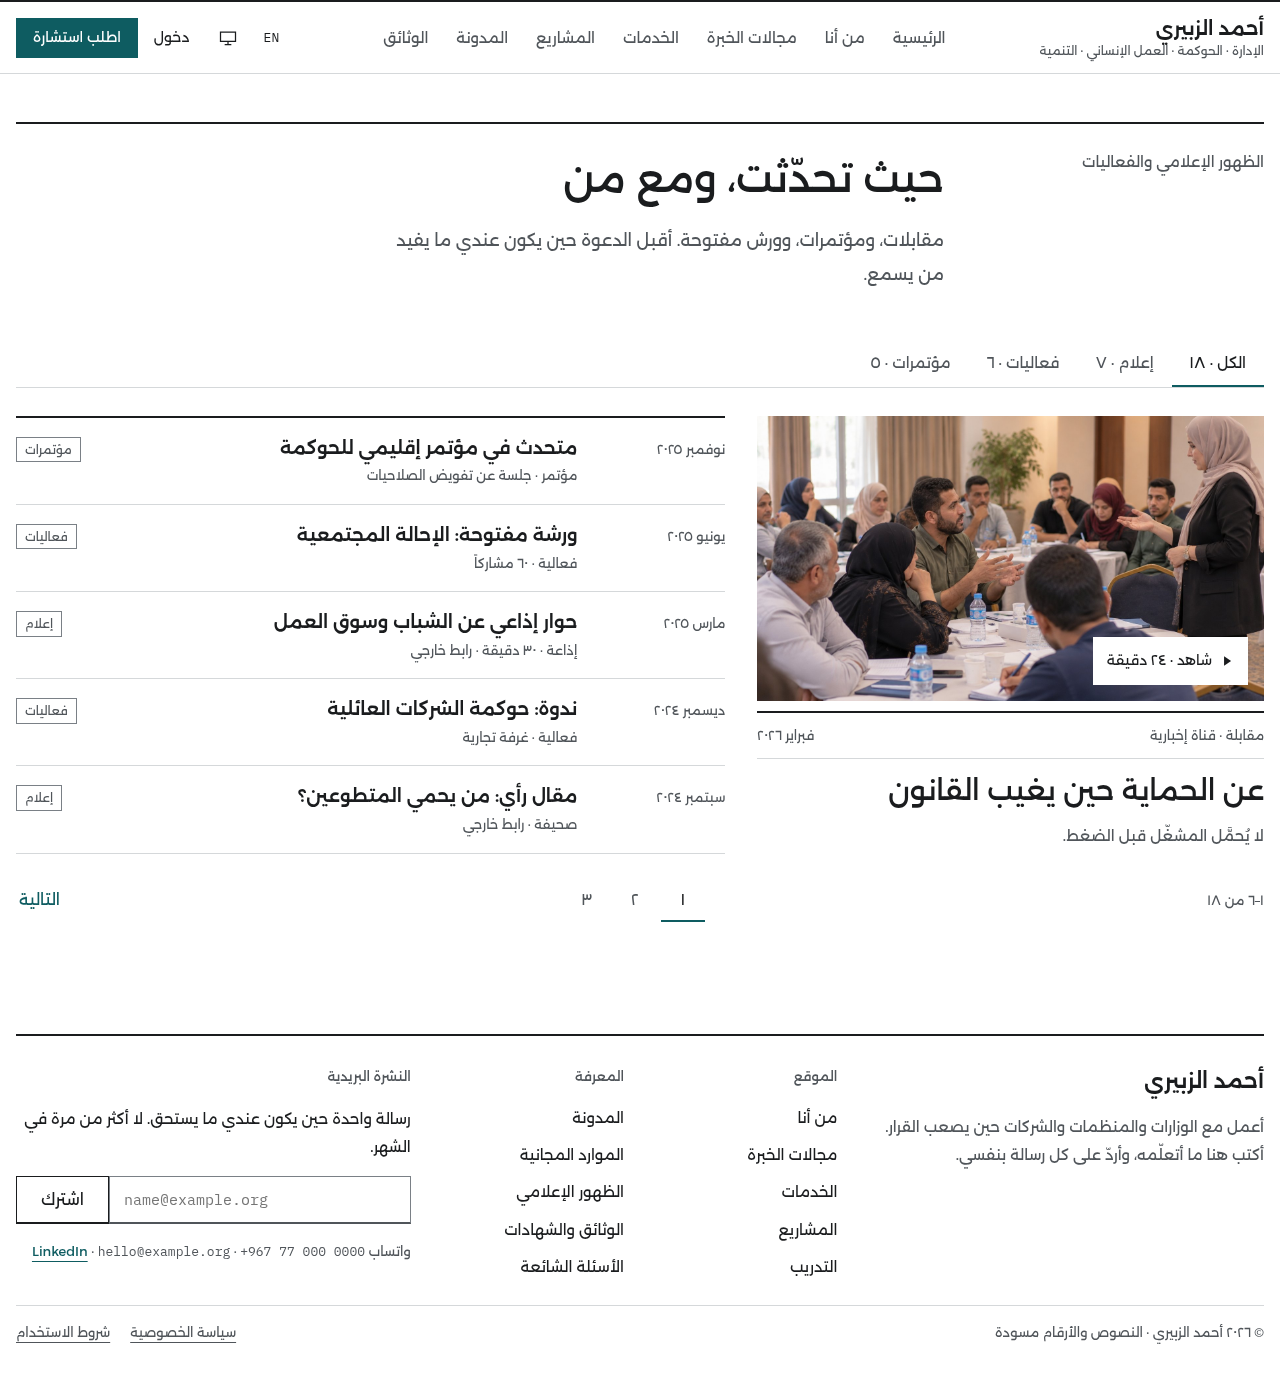 أحمد الزبيري
الإدارة · الحوكمة · العمل الإنساني · التنمية
الرئيسية
من أنا
مجالات الخبرة
الخدمات
المشاريع
المدونة
الوثائق
EN
دخول
اطلب استشارة
الظهور الإعلامي والفعاليات
حيث تحدّثت، ومع من
مقابلات، ومؤتمرات، وورش مفتوحة. أقبل الدعوة حين يكون عندي ما يفيد
من يسمع.
الكل · ١٨
إعلام · ٧
فعاليات · ٦
مؤتمرات · ٥
شاهد · ٢٤ دقيقة
مقابلة · قناة إخبارية
فبراير ٢٠٢٦
عن الحماية حين يغيب القانون
لا يُحمَّل المشغّل قبل الضغط.
نوفمبر ٢٠٢٥
متحدث في مؤتمر إقليمي للحوكمة
مؤتمرات
مؤتمر · جلسة عن تفويض الصلاحيات
يونيو ٢٠٢٥
ورشة مفتوحة: الإحالة المجتمعية
فعاليات
فعالية · ٦٠ مشاركاً
مارس ٢٠٢٥
حوار إذاعي عن الشباب وسوق العمل
إعلام
إذاعة · ٣٠ دقيقة · رابط خارجي
ديسمبر ٢٠٢٤
ندوة: حوكمة الشركات العائلية
فعاليات
فعالية · غرفة تجارية
سبتمبر ٢٠٢٤
مقال رأي: من يحمي المتطوعين؟
إعلام
صحيفة · رابط خارجي
١–٦ من ١٨
١
٢
٣
التالية
أحمد الزبيري
أعمل مع الوزارات والمنظمات والشركات حين يصعب القرار.
أكتب هنا ما أتعلّمه، وأردّ على كل رسالة بنفسي.
الموقع
من أنا
مجالات الخبرة
الخدمات
المشاريع
التدريب
المعرفة
المدونة
الموارد المجانية
الظهور الإعلامي
الوثائق والشهادات
الأسئلة الشائعة
النشرة البريدية
رسالة واحدة حين يكون عندي ما يستحق. لا أكثر من مرة في
الشهر.
name@example.org
اشترك
واتساب +967 77 000 0000 · hello@example.org · LinkedIn
© ٢٠٢٦ أحمد الزبيري · النصوص والأرقام مسودة
سياسة الخصوصية
شروط الاستخدام